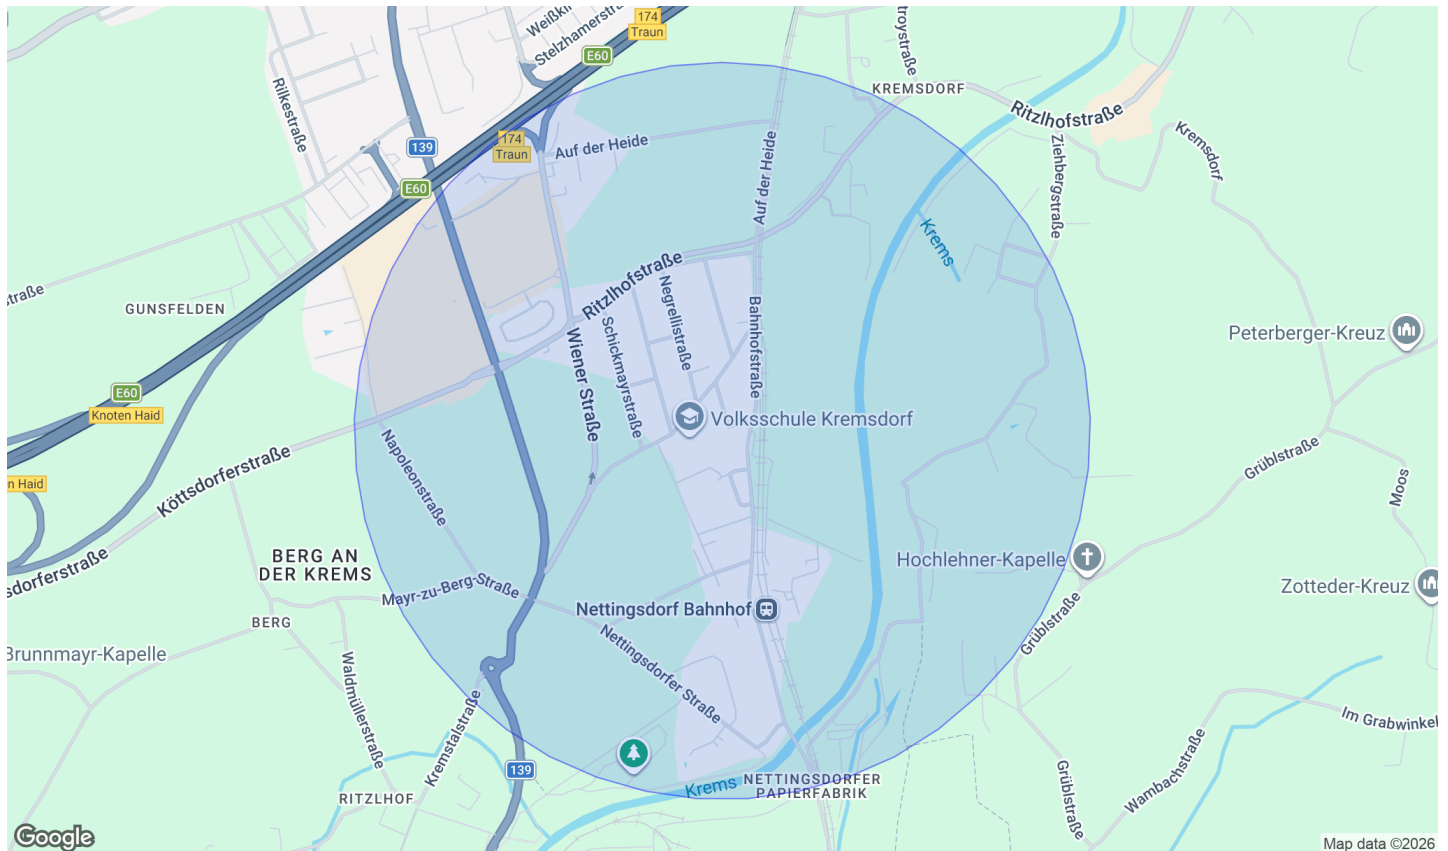 174
Traun
Weißki
Stelzhamerstra
E60
troystraße
KREMSDORF
Ritzlhofstraße
Rilkestraße
139
174
Traun
Auf der Heide
Auf der Heide
Ziehbergstraße
Kremsdorf
E60
Krems
straße
GUNSFELDEN
Ritzlhofstraße
Negrellistraße
Schickmayrstraße
Wiener Straße
Bahnhofstraße
Peterberger-Kreuz
E60
Knoten Haid
Volksschule Kremsdorf
Napoleonstraße
Köttsdorferstraße
n Haid
Grüblstraße
Moos
sdorferstraße
BERG AN
DER KREMS
Mayr-zu-Berg-Straße
Hochlehner-Kapelle
Zotteder-Kreuz
BERG
Nettingsdorf Bahnhof
Grüblstraße
Brunnmayr-Kapelle
Waldmüllerstraße
Nettingsdorfer Straße
Kremstalstraße
Im Grabwinkel
Wambachstraße
Grüblstraße
139
Krems
NETTINGSDORFER
PAPIERFABRIK
RITZLHOF
Google
Map data ©2026